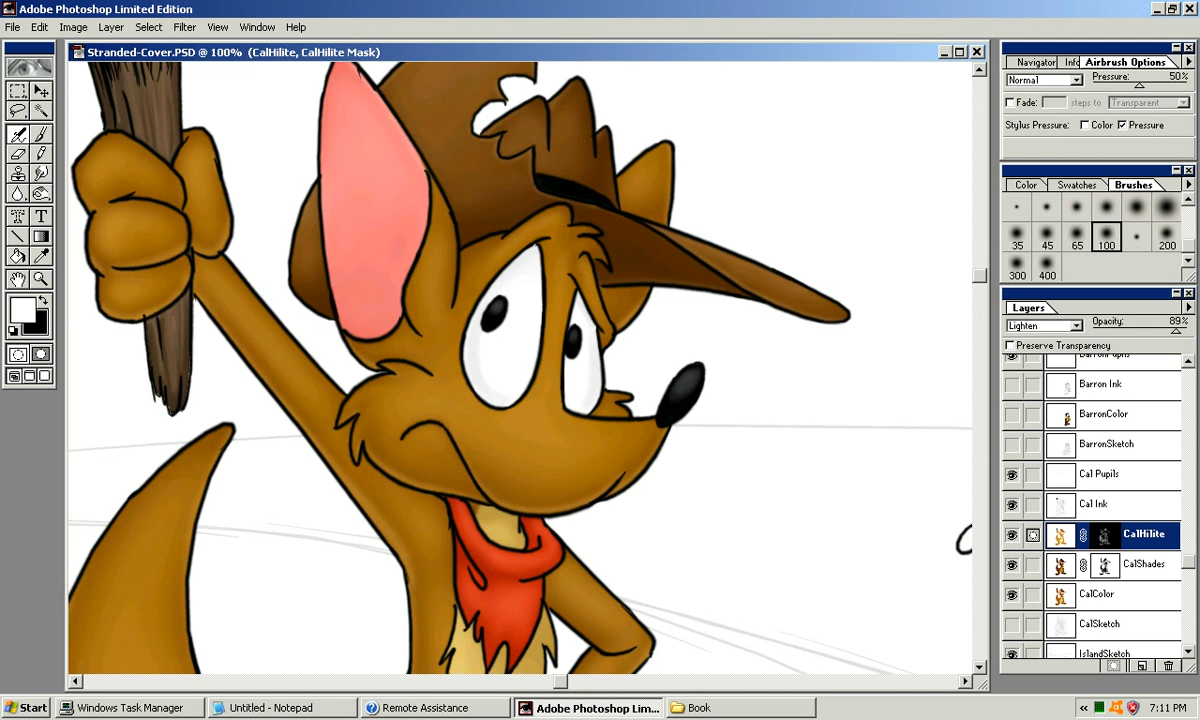 Adobe Photoshop Limited Edition
File Edit Image Layer Select Filter View Window Help
Stranded-Cover.PSD @ 100% (CalHilite, CalHilite Mask)
Navigator Info Airbrush Options
Normal Pressure: 50%
Fade: steps to Transparent
Stylus Pressure: Color Pressure
Color Swatches Brushes
35 45 65 100 200
300 400
Layers
Lighten Opacity: 89%
Preserve Transparency
BarronPupils
Barron Ink
BarronColor
BarronSketch
Cal Pupils
Cal Ink
CalHilite
CalShades
CalColor
CalSketch
IslandSketch
Start Windows Task Manager Untitled - Notepad Remote Assistance Adobe Photoshop Lim... Book 7:11 PM